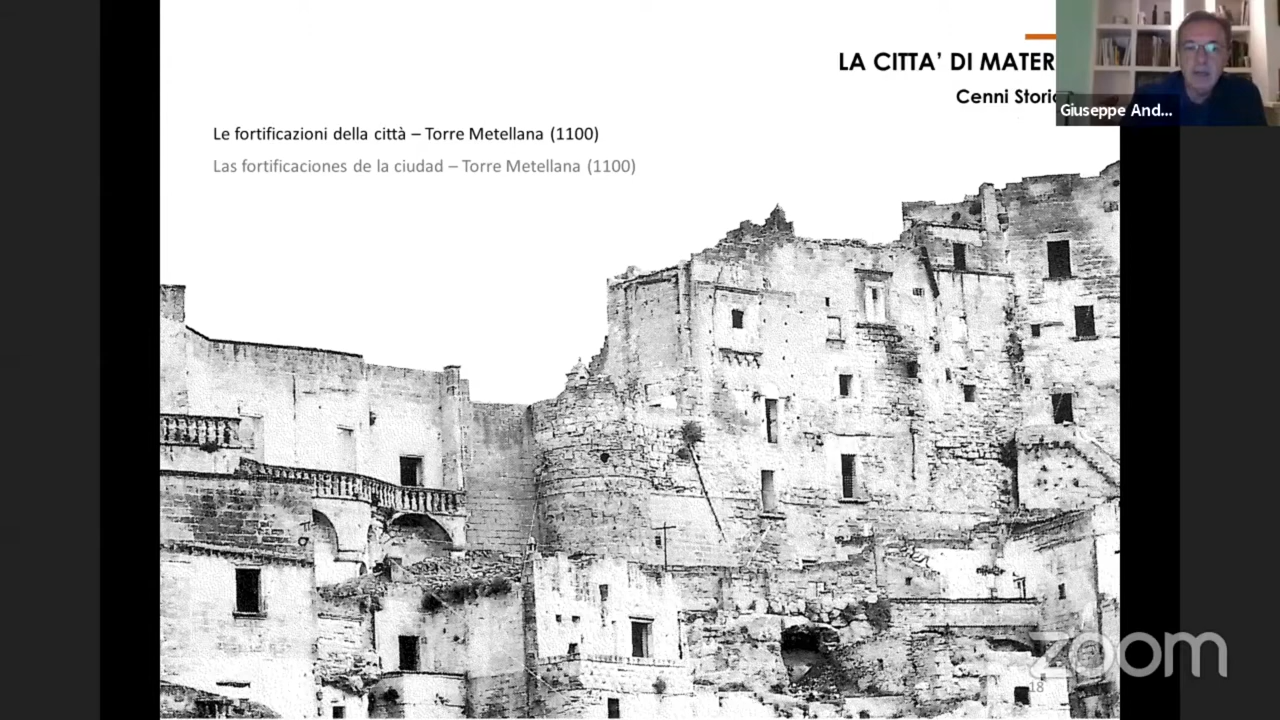 LA CITTA' DI MATER
Cenni Storic
Giuseppe And...
Le fortificazioni della città – Torre Metellana (1100)
Las fortificaciones de la ciudad – Torre Metellana (1100)
zoom
18